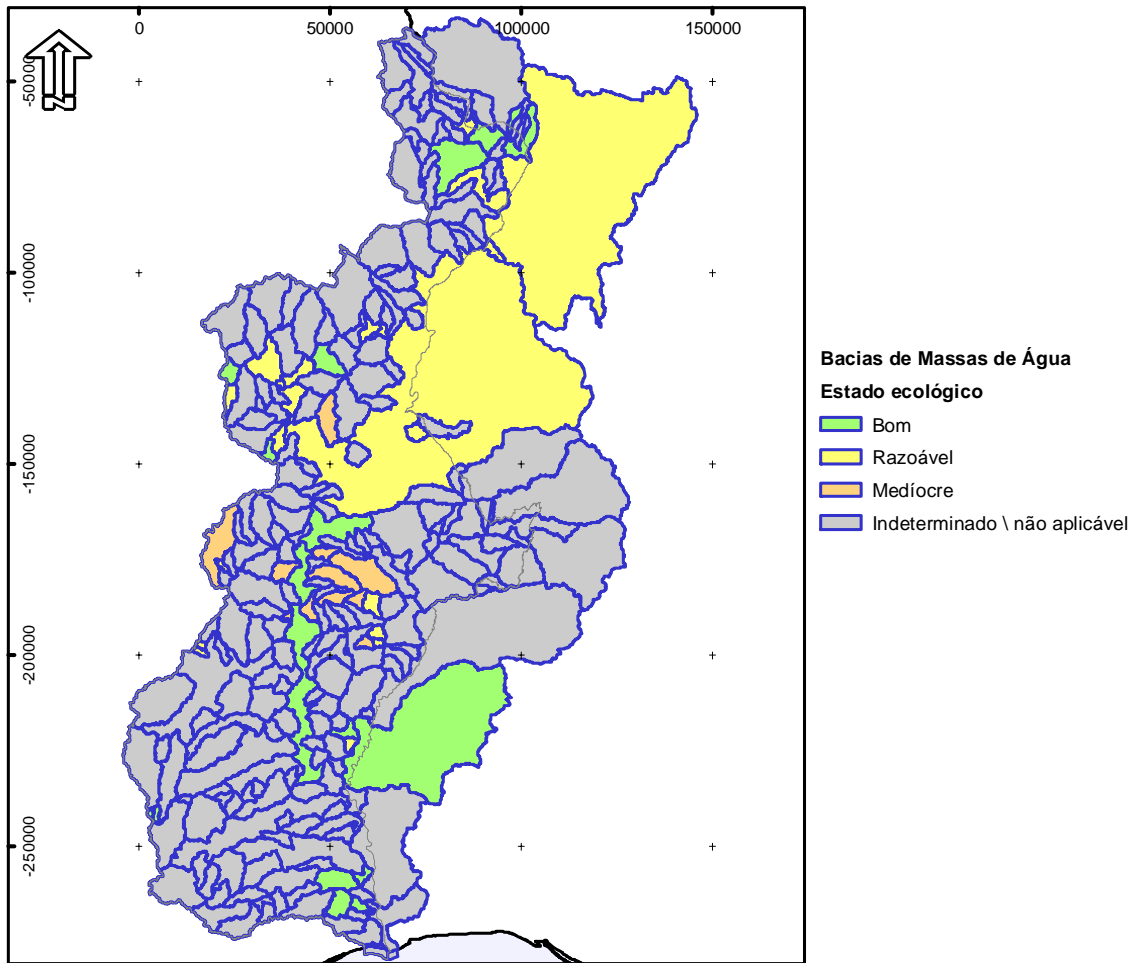 0 50000 100000 150000
N
-50000
-100000
-150000
-200000
-250000
Bacias de Massas de Água
Estado ecológico
Bom
Razoável
Medíocre
Indeterminado \ não aplicável